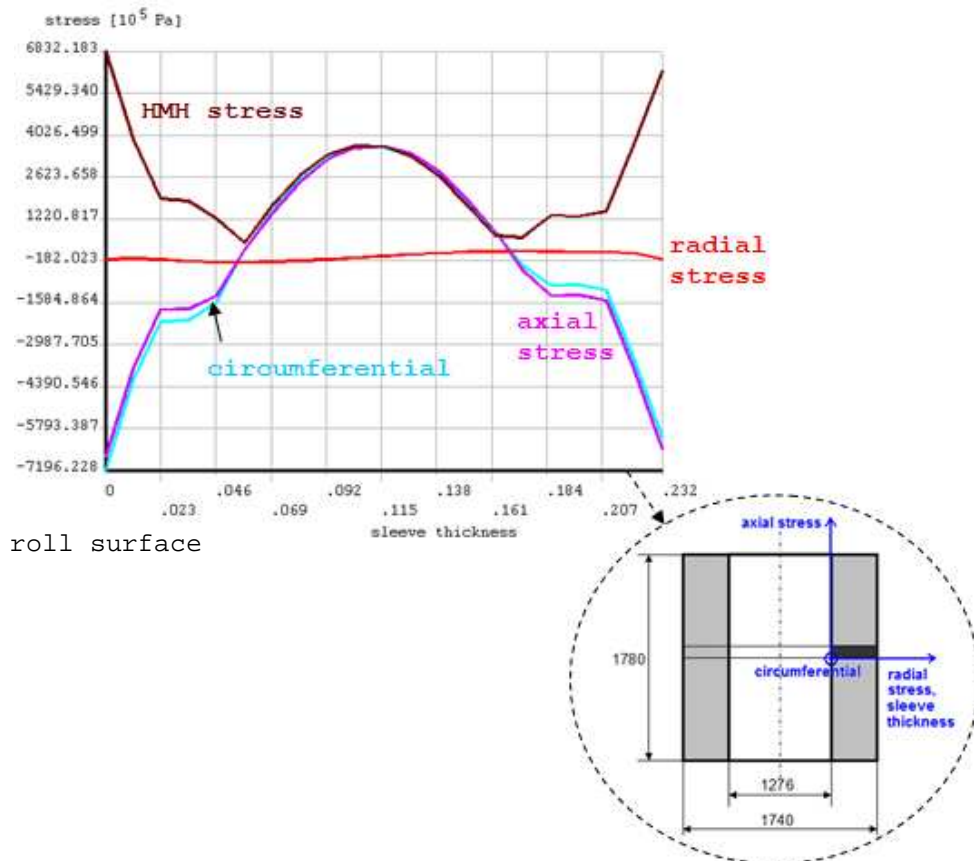 stress [10⁵ Pa]
6832.183
5429.340
4026.499
2623.658
1220.817
-182.023
-1584.864
-2987.705
-4390.546
-5793.387
-7196.228
HMH stress
radial
stress
axial
stress
circumferential
0 .046 .092 .138 .184 .232
.023 .069 .115 .161 .207
sleeve thickness
roll surface
axial stress
1780
circumferential
radial
stress,
sleeve
thickness
1276
1740